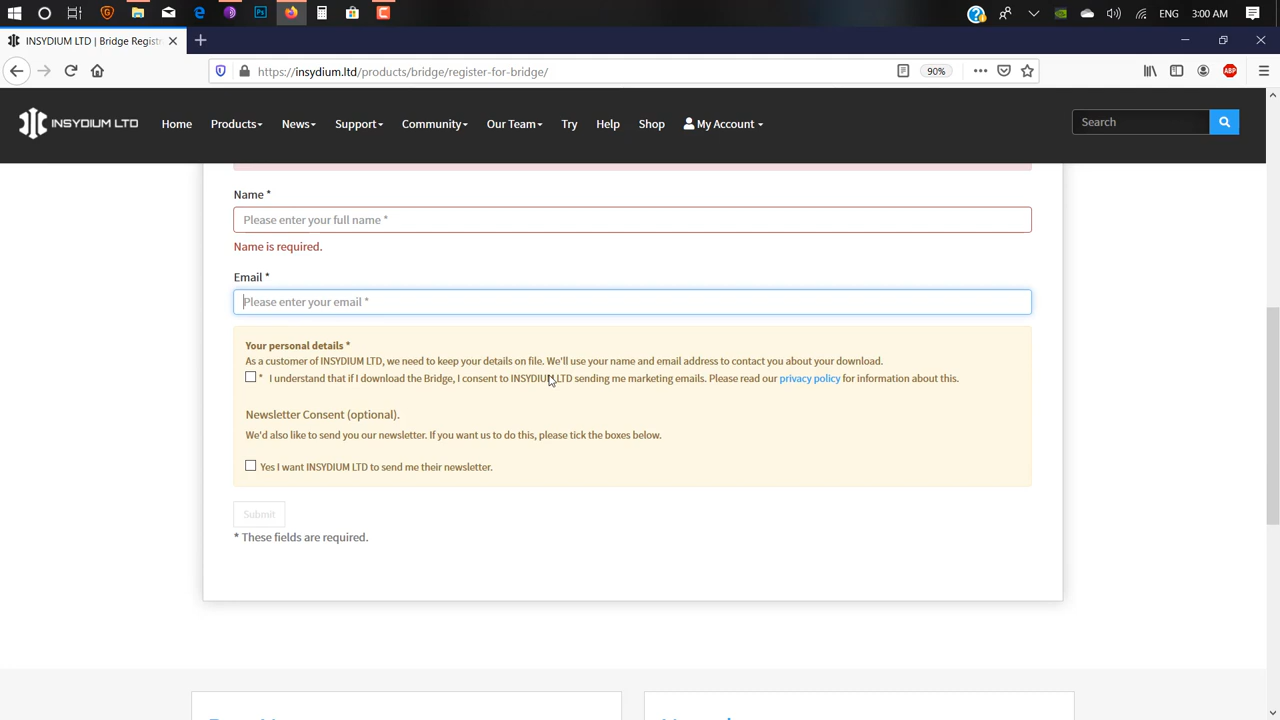 ENG 3:00 AM
INSYDIUM LTD | Bridge Registr
https://insydium.ltd/products/bridge/register-for-bridge/ 90%
INSYDIUM LTD Home Products News Support Community Our Team Try Help Shop My Account Search
Name *
Please enter your full name *
Name is required.
Email *
Please enter your email *
Your personal details *
As a customer of INSYDIUM LTD, we need to keep your details on file. We'll use your name and email address to contact you about your download.
* I understand that if I download the Bridge, I consent to INSYDIUM LTD sending me marketing emails. Please read our privacy policy for information about this.
Newsletter Consent (optional).
We'd also like to send you our newsletter. If you want us to do this, please tick the boxes below.
Yes I want INSYDIUM LTD to send me their newsletter.
Submit
* These fields are required.